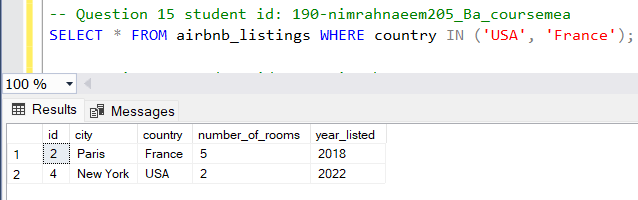 -- Question 15 student id: 190-nimrahnaeem205_Ba_coursemea
SELECT * FROM airbnb_listings WHERE country IN ('USA', 'France');
100 %
Results Messages
id city country number_of_rooms year_listed
1 2 Paris France 5 2018
2 4 New York USA 2 2022